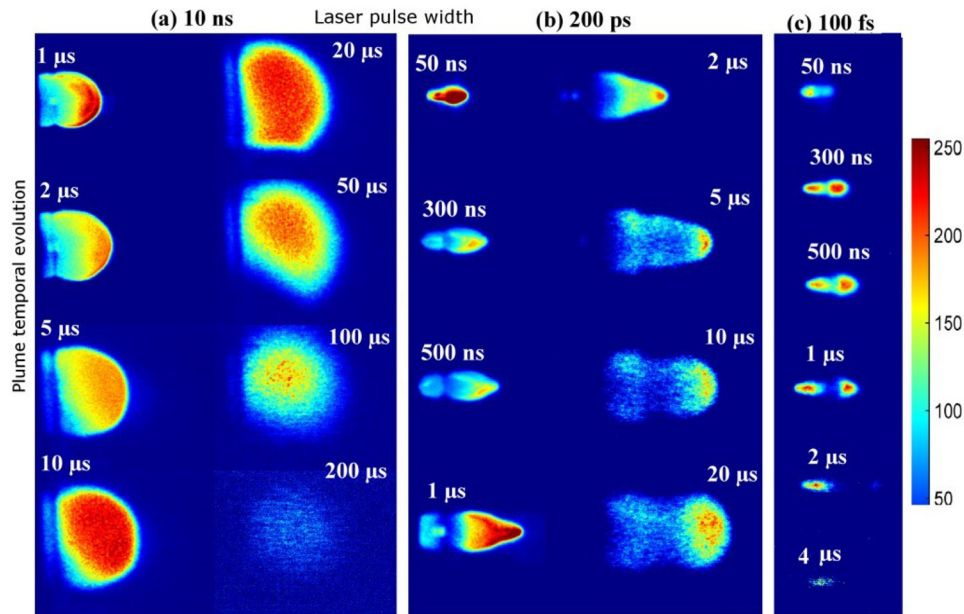 Laser pulse width
(a) 10 ns
(b) 200 ps
(c) 100 fs
Plume temporal evolution
1 μs
20 μs
2 μs
50 μs
5 μs
100 μs
10 μs
200 μs
50 ns
2 μs
300 ns
5 μs
500 ns
10 μs
1 μs
20 μs
50 ns
300 ns
500 ns
1 μs
2 μs
4 μs
250
200
150
100
50